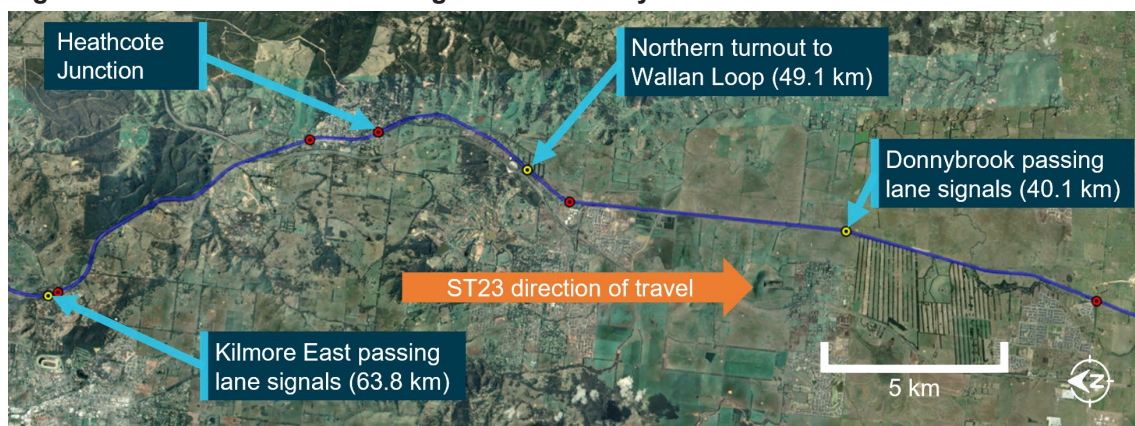 Heathcote
Junction
Northern turnout to
Wallan Loop (49.1 km)
Donnybrook passing
lane signals (40.1 km)
ST23 direction of travel
Kilmore East passing
lane signals (63.8 km)
5 km
N